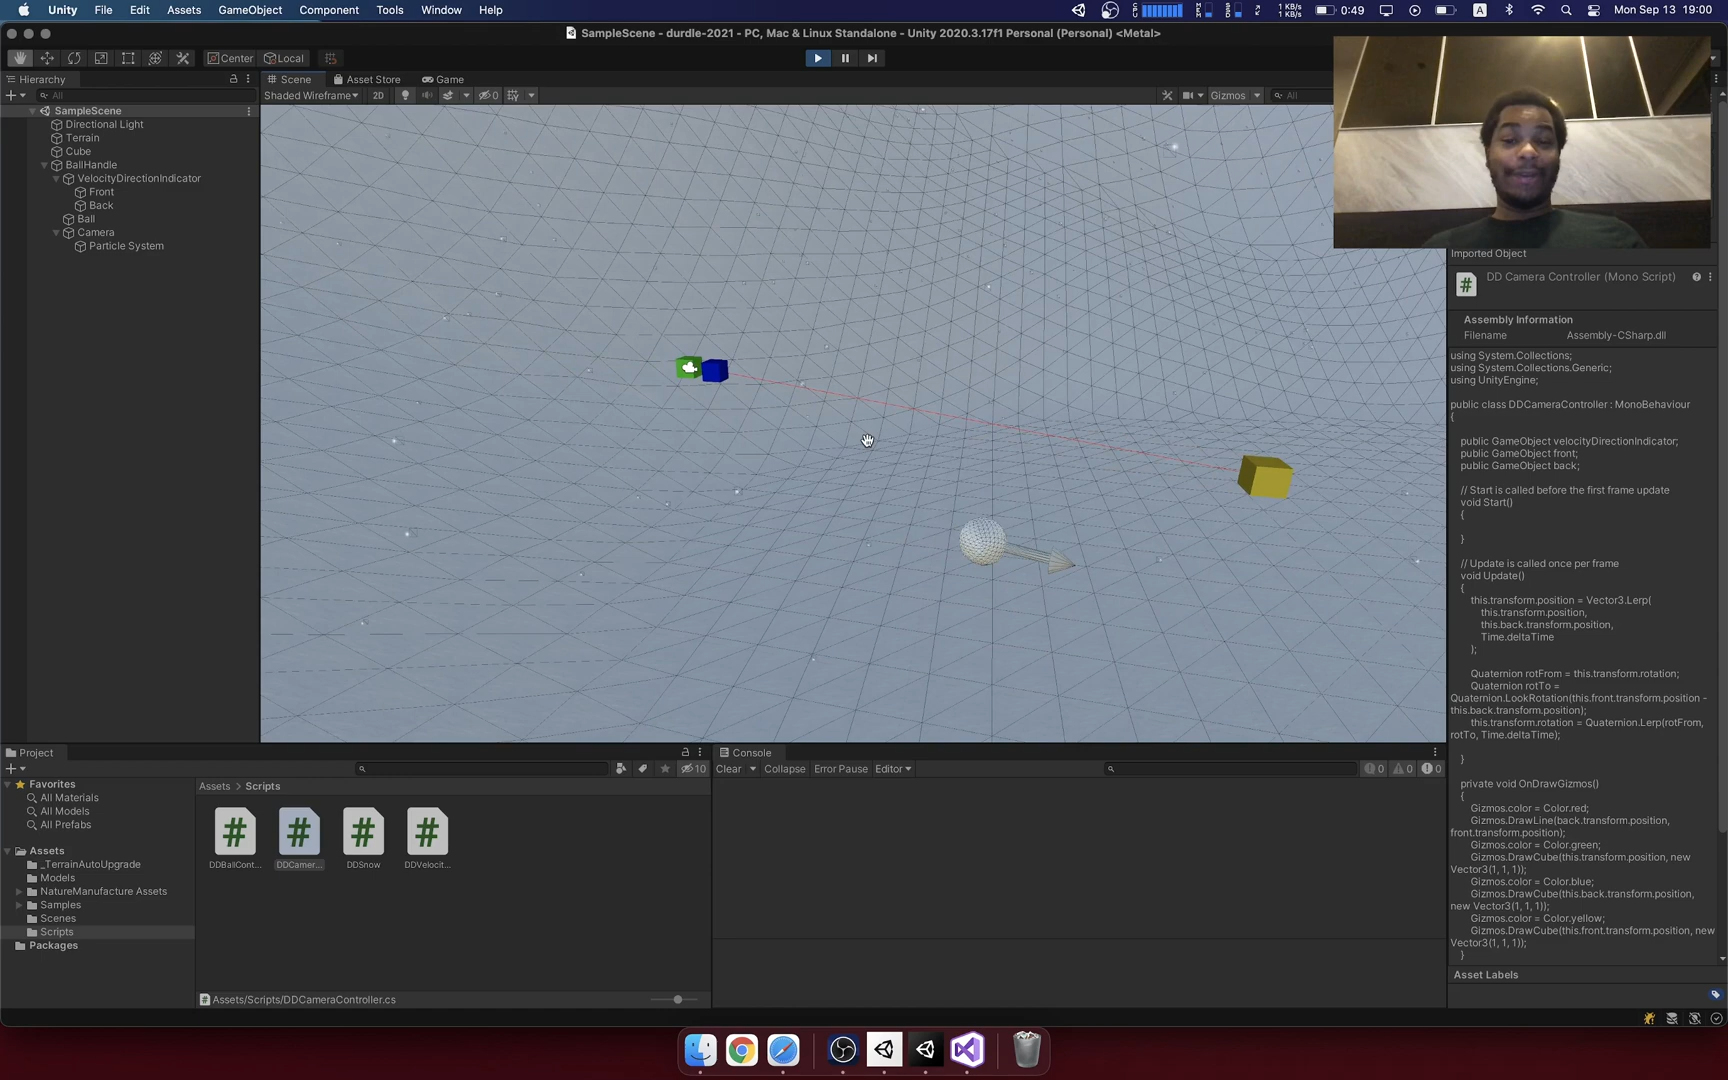 Unity File Edit Assets GameObject Component Tools Window Help
1 KB/s
1 KB/s
0:49
A
Mon Sep 13 19:00
SampleScene - durdle-2021 - PC, Mac & Linux Standalone - Unity 2020.3.17f1 Personal (Personal) <Metal>
Center Local
Hierarchy
All
SampleScene
Directional Light
Terrain
Cube
BallHandle
VelocityDirectionIndicator
Front
Back
Ball
Camera
Particle System
Scene Asset Store Game
Shaded Wireframe 2D 0 Gizmos All
Imported Object
DD Camera Controller (Mono Script)
Assembly Information
Filename Assembly-CSharp.dll
using System.Collections;
using System.Collections.Generic;
using UnityEngine;
public class DDCameraController : MonoBehaviour
{
public GameObject velocityDirectionIndicator;
public GameObject front;
public GameObject back;
// Start is called before the first frame update
void Start()
{
}
// Update is called once per frame
void Update()
{
this.transform.position = Vector3.Lerp(
this.transform.position,
this.back.transform.position,
Time.deltaTime
);
Quaternion rotFrom = this.transform.rotation;
Quaternion rotTo =
Quaternion.LookRotation(this.front.transform.position -
this.back.transform.position);
this.transform.rotation = Quaternion.Lerp(rotFrom,
rotTo, Time.deltaTime);
}
private void OnDrawGizmos()
{
Gizmos.color = Color.red;
Gizmos.DrawLine(back.transform.position,
front.transform.position);
Gizmos.color = Color.green;
Gizmos.DrawCube(this.transform.position, new
Vector3(1, 1, 1));
Gizmos.color = Color.blue;
Gizmos.DrawCube(this.back.transform.position,
new Vector3(1, 1, 1));
Gizmos.color = Color.yellow;
Gizmos.DrawCube(this.front.transform.position, new
Vector3(1, 1, 1));
}
Asset Labels
Project
10
Favorites
All Materials
All Models
All Prefabs
Assets
_TerrainAutoUpgrade
Models
NatureManufacture Assets
Samples
Scenes
Scripts
Packages
Assets > Scripts
DDBallCont... DDCamer... DDSnow DDVelocit...
Assets/Scripts/DDCameraController.cs
Console
Clear Collapse Error Pause Editor
0 0 0